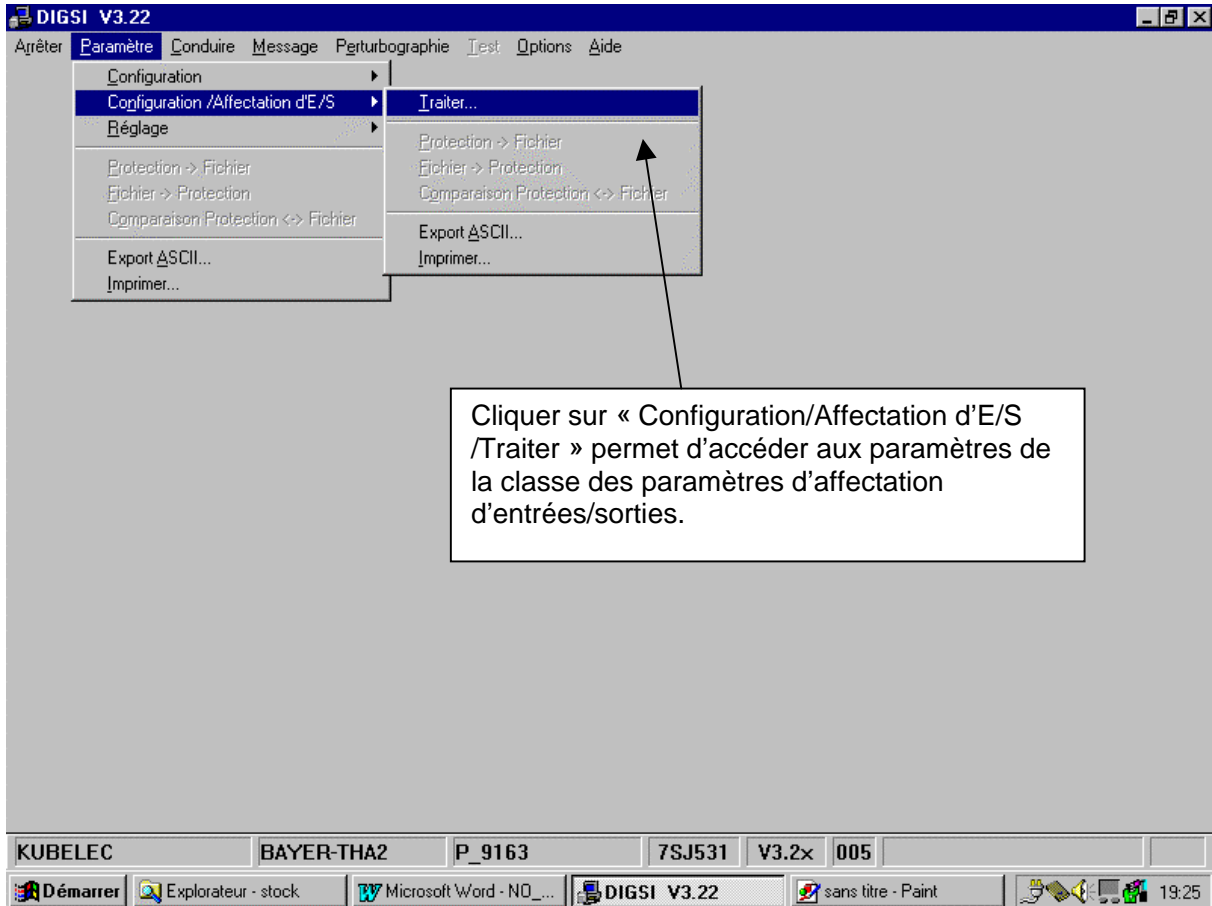 DIGSI V3.22
Arrêter Paramètre Conduire Message Perturbographie Test Options Aide
Configuration
Configuration /Affectation d'E/S
Réglage
Protection -> Fichier
Fichier -> Protection
Comparaison Protection <-> Fichier
Export ASCII...
Imprimer...
Traiter...
Protection -> Fichier
Fichier -> Protection
Comparaison Protection <-> Fichier
Export ASCII...
Imprimer...
Cliquer sur « Configuration/Affectation d’E/S
/Traiter » permet d’accéder aux paramètres de
la classe des paramètres d’affectation
d’entrées/sorties.
KUBELEC BAYER-THA2 P_9163 7SJ531 V3.2x 005
Démarrer Explorateur - stock Microsoft Word - NO_... DIGSI V3.22 sans titre - Paint 19:25